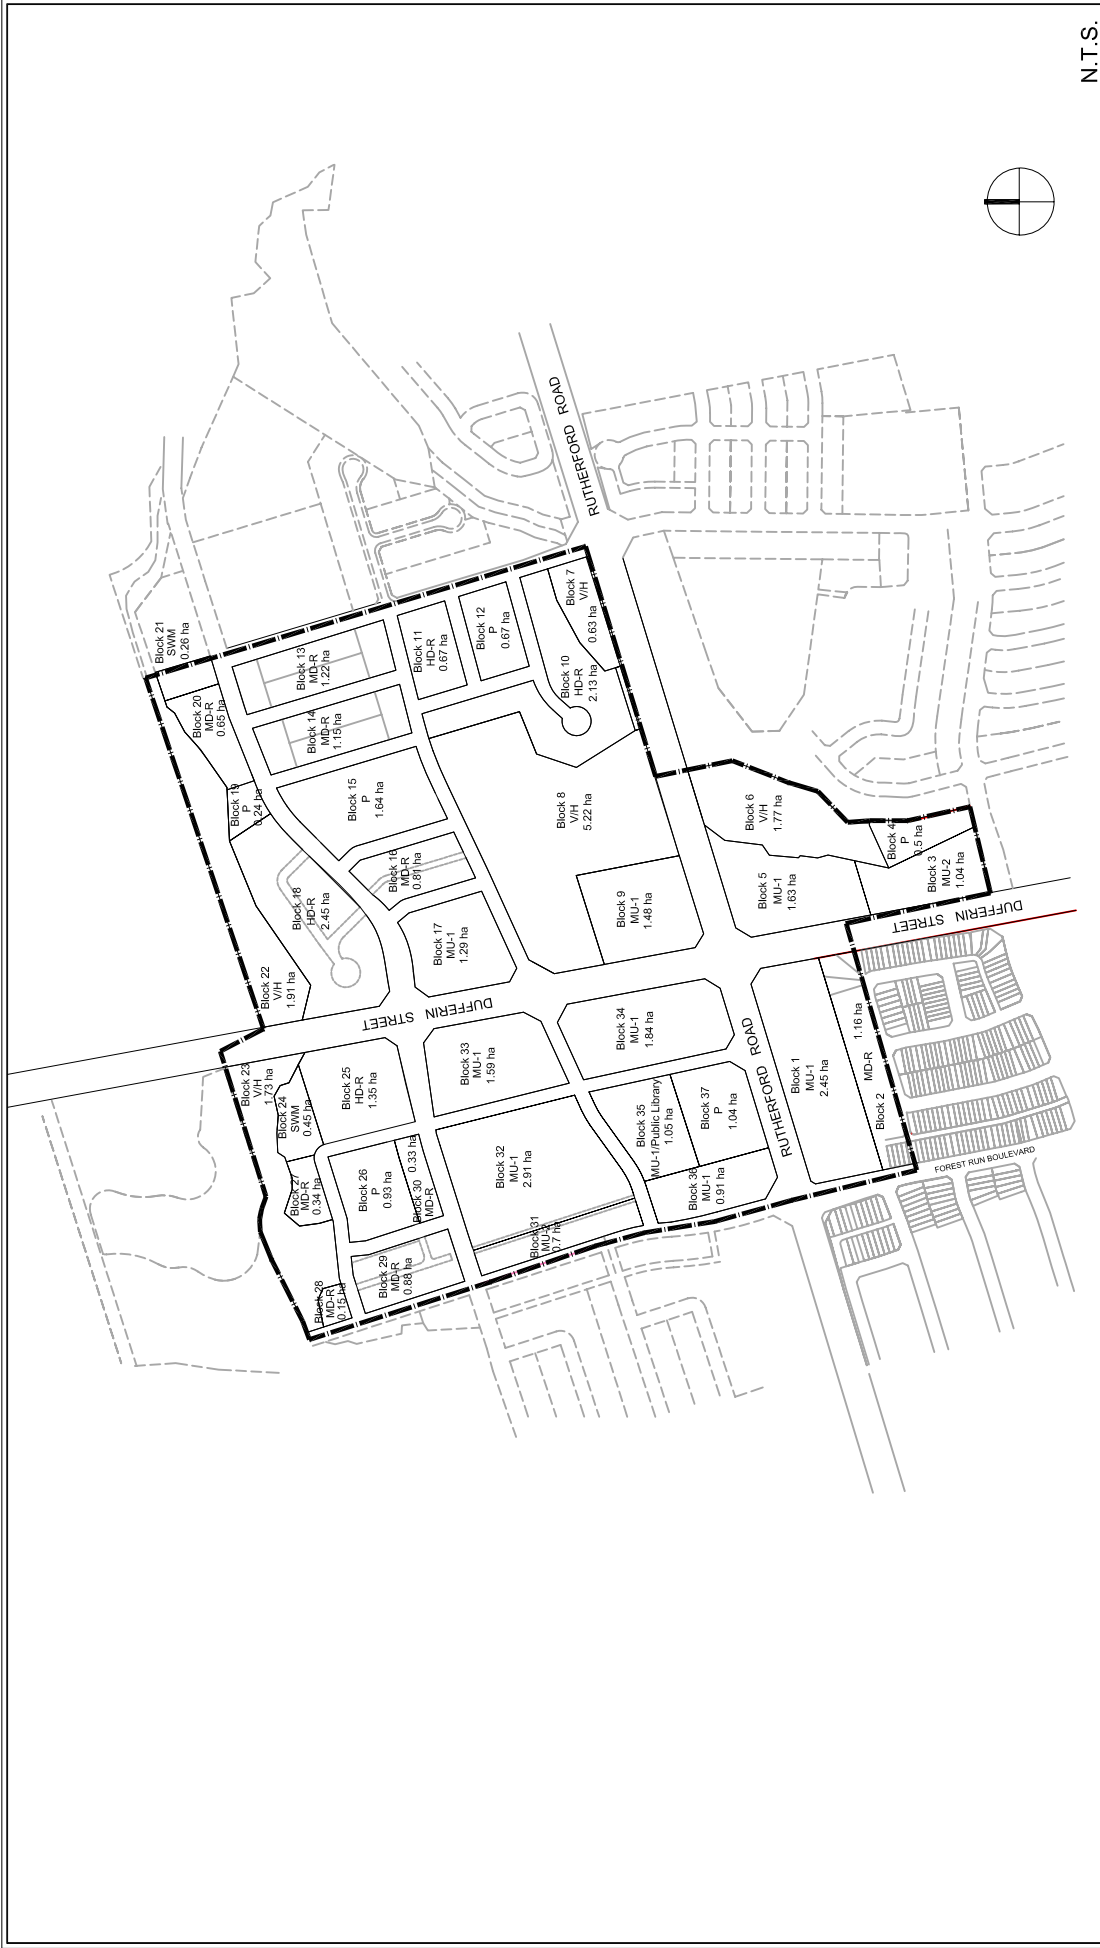 N.T.S.
Block 21
SWM
0.26 ha
Block 20
MD-R
0.65 ha
Block 19
P
0.24 ha
Block 13
MD-R
1.22 ha
Block 14
MD-R
1.15 ha
Block 15
P
1.64 ha
Block 11
HD-R
0.67 ha
Block 12
P
0.67 ha
Block 7
V/H
0.63 ha
Block 10
HD-R
2.13 ha
RUTHERFORD ROAD
Block 16
MD-R
0.81 ha
Block 17
MU-1
1.29 ha
Block 18
HD-R
2.45 ha
Block 22
V/H
1.91 ha
Block 8
V/H
5.22 ha
Block 9
MU-1
1.48 ha
Block 6
V/H
1.77 ha
Block 5
MU-1
1.63 ha
Block 4
P
0.5 ha
Block 3
MU-2
1.04 ha
DUFFERIN STREET
DUFFERIN STREET
Block 23
V/H
1.73 ha
Block 24
SWM
0.45 ha
Block 25
HD-R
1.35 ha
Block 27
MD-R
0.34 ha
Block 26
P
0.93 ha
Block 30
MD-R
0.33 ha
Block 28
MD-R
0.15 ha
Block 29
MD-R
0.88 ha
Block 33
MU-1
1.59 ha
Block 32
MU-1
2.91 ha
Block 31
MU-2
0.7 ha
Block 34
MU-1
1.84 ha
Block 35
MU-1/Public Library
1.05 ha
Block 37
P
1.04 ha
Block 36
MU-1
0.91 ha
RUTHERFORD ROAD
Block 1
MU-1
2.45 ha
Block 2
MD-R
1.16 ha
FOREST RUN BOULEVARD